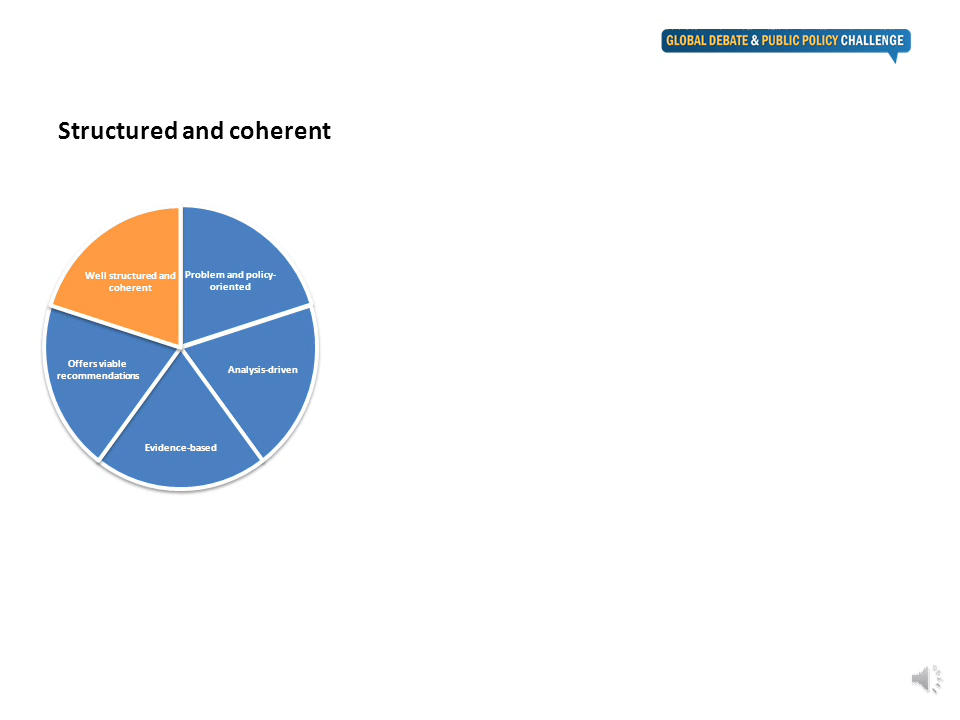 GLOBAL DEBATE & PUBLIC POLICY CHALLENGE
Structured and coherent
Well structured and
coherent
Problem and policy-
oriented
Offers viable
recommendations
Analysis-driven
Evidence-based